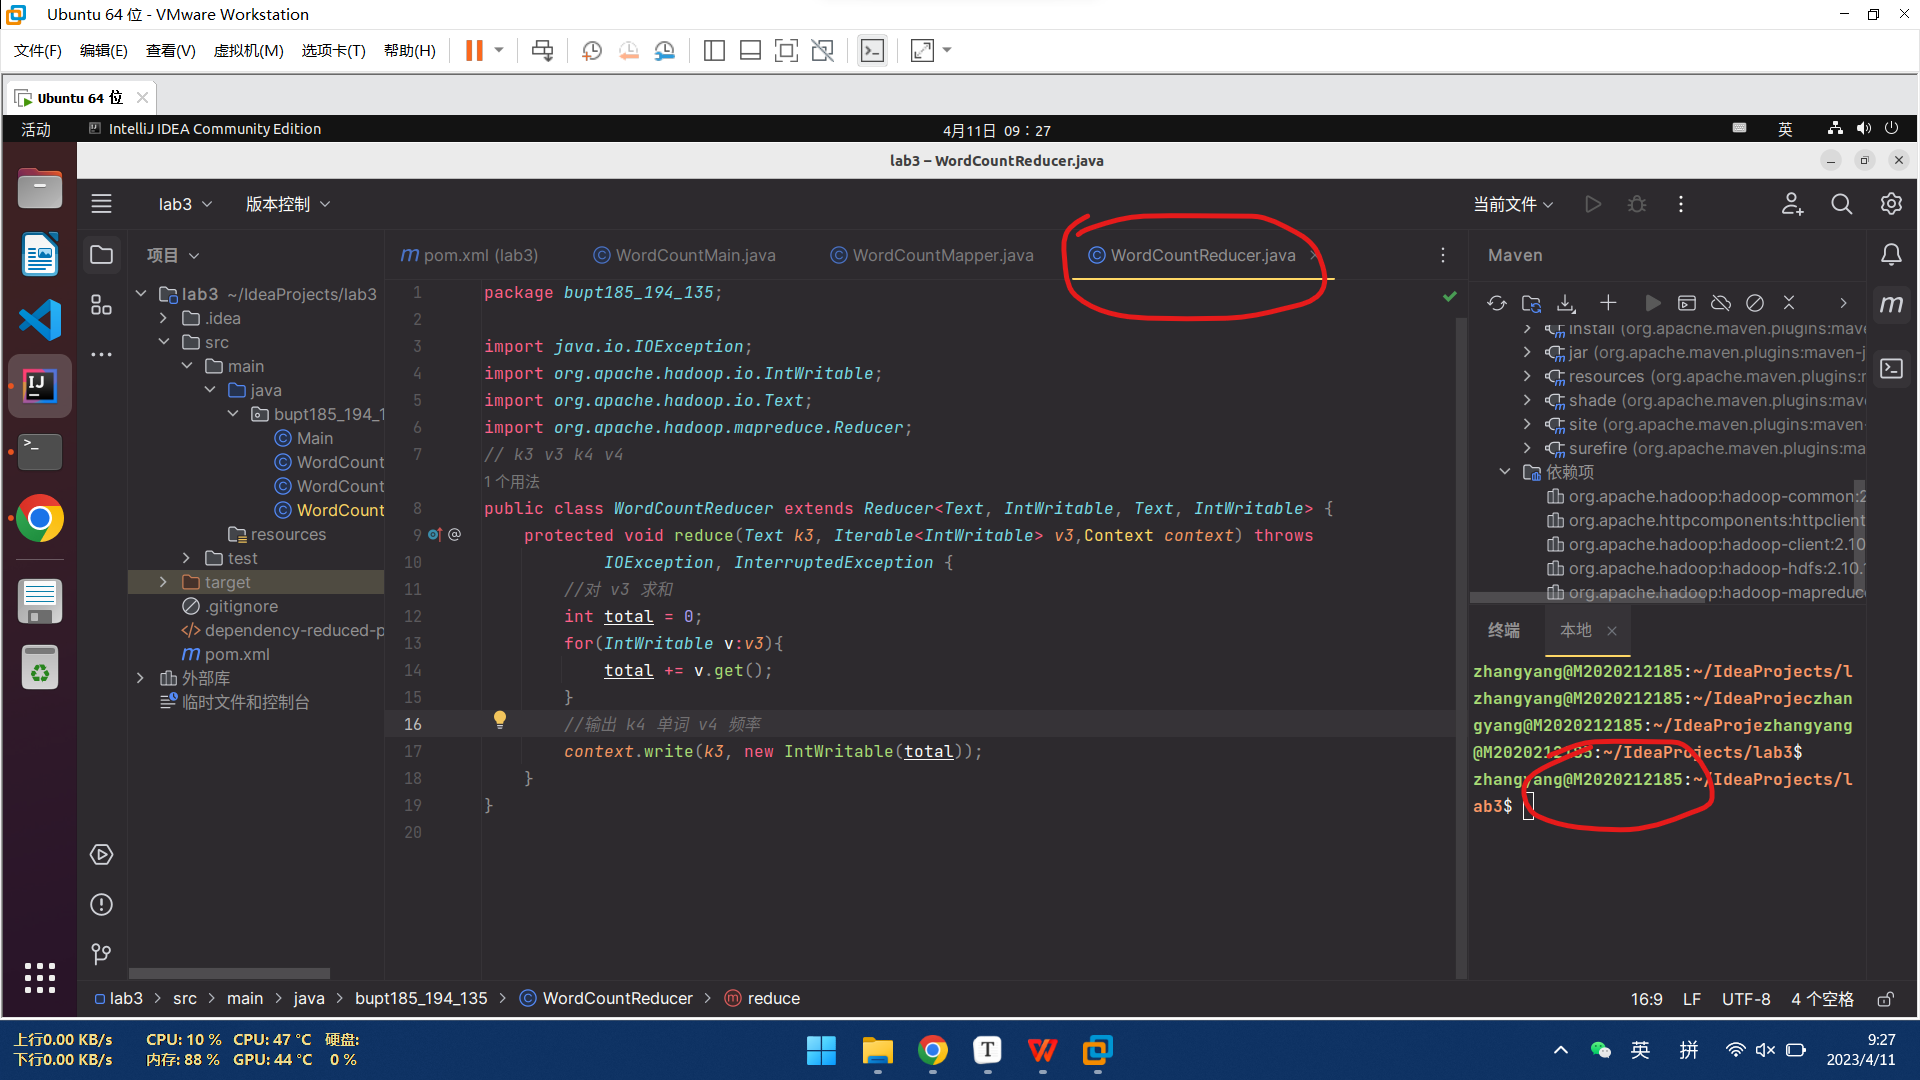 Ubuntu 64 位 - VMware Workstation
文件(F) 编辑(E) 查看(V) 虚拟机(M) 选项卡(T) 帮助(H)
Ubuntu 64 位
活动 IntelliJ IDEA Community Edition 4月11日 09：27 英
lab3 – WordCountReducer.java
lab3 版本控制 当前文件
项目
lab3 ~/IdeaProjects/lab3
.idea
src
main
java
bupt185_194_1
Main
WordCount
WordCount
WordCount
resources
test
target
.gitignore
dependency-reduced-p
pom.xml
外部库
临时文件和控制台
pom.xml (lab3) WordCountMain.java WordCountMapper.java WordCountReducer.java
1 package bupt185_194_135;
2
3 import java.io.IOException;
4 import org.apache.hadoop.io.IntWritable;
5 import org.apache.hadoop.io.Text;
6 import org.apache.hadoop.mapreduce.Reducer;
7 // k3 v3 k4 v4
1 个用法
8 public class WordCountReducer extends Reducer<Text, IntWritable, Text, IntWritable> {
9 protected void reduce(Text k3, Iterable<IntWritable> v3,Context context) throws
10 IOException, InterruptedException {
11 //对 v3 求和
12 int total = 0;
13 for(IntWritable v:v3){
14 total += v.get();
15 }
16 //输出 k4 单词 v4 频率
17 context.write(k3, new IntWritable(total));
18 }
19 }
20
Maven
install (org.apache.maven.plugins:mave
jar (org.apache.maven.plugins:maven-j
resources (org.apache.maven.plugins:r
shade (org.apache.maven.plugins:mav
site (org.apache.maven.plugins:maven-
surefire (org.apache.maven.plugins:ma
依赖项
org.apache.hadoop:hadoop-common:2
org.apache.httpcomponents:httpclient
org.apache.hadoop:hadoop-client:2.10
org.apache.hadoop:hadoop-hdfs:2.10.
org.apache.hadoop:hadoop-mapreduc
终端 本地
zhangyang@M2020212185:~/IdeaProjects/l
zhangyang@M2020212185:~/IdeaProjeczhan
gyang@M2020212185:~/IdeaProjezhangyang
@M2020212185:~/IdeaProjects/lab3$
zhangyang@M2020212185:~/IdeaProjects/l
ab3$
lab3 > src > main > java > bupt185_194_135 > WordCountReducer > reduce
16:9 LF UTF-8 4 个空格
上行0.00 KB/s CPU: 10 % CPU: 47 °C 硬盘:
下行0.00 KB/s 内存: 88 % GPU: 44 °C 0 %
英 拼 9:27
2023/4/11